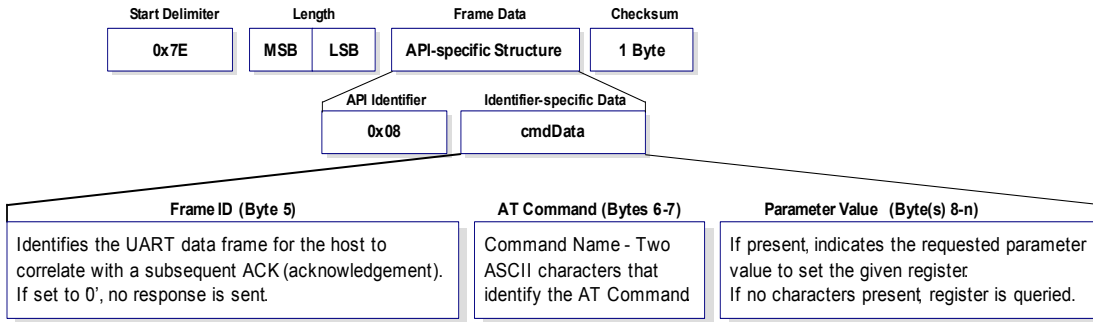 Start Delimiter Length Frame Data Checksum
0x7E MSB LSB API-specific Structure 1 Byte
API Identifier Identifier-specific Data
0x08 cmdData
Frame ID (Byte 5)
Identifies the UART data frame for the host to
correlate with a subsequent ACK (acknowledgement).
If set to 0', no response is sent.
AT Command (Bytes 6-7)
Command Name - Two
ASCII characters that
identify the AT Command
Parameter Value (Byte(s) 8-n)
If present, indicates the requested parameter
value to set the given register.
If no characters present, register is queried.